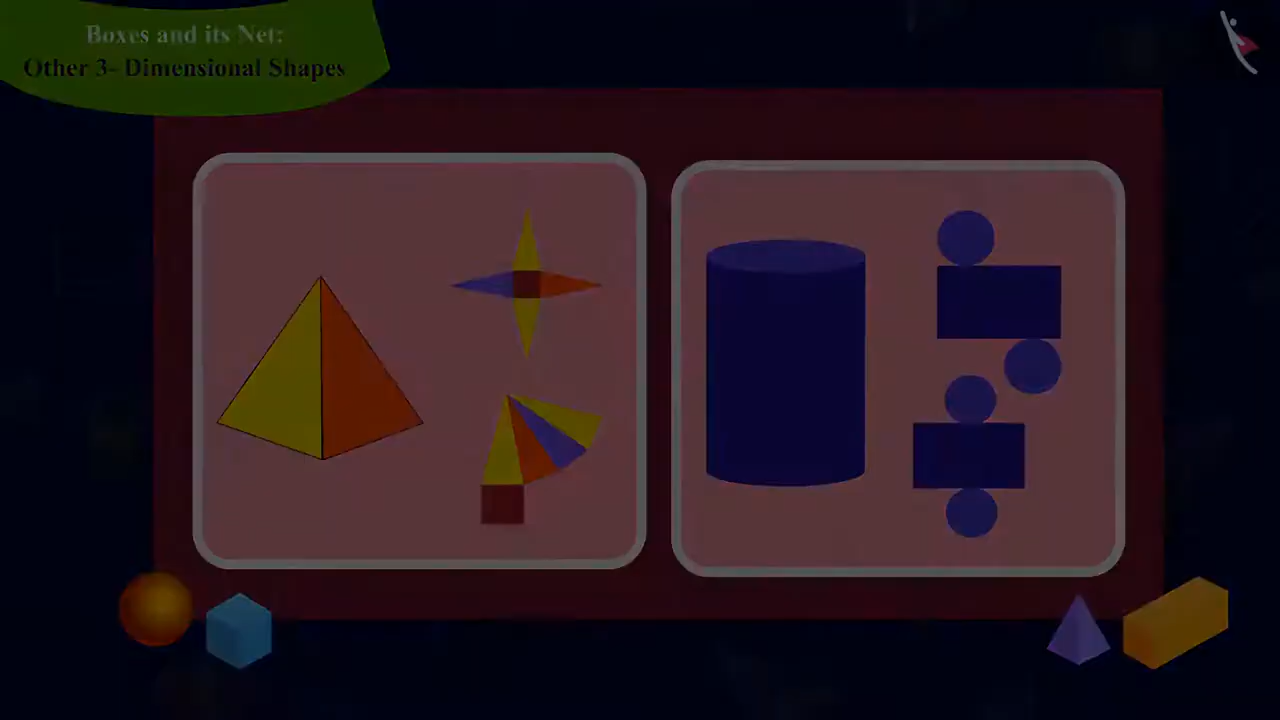 Boxes and its Net:
Other 3- Dimensional Shapes